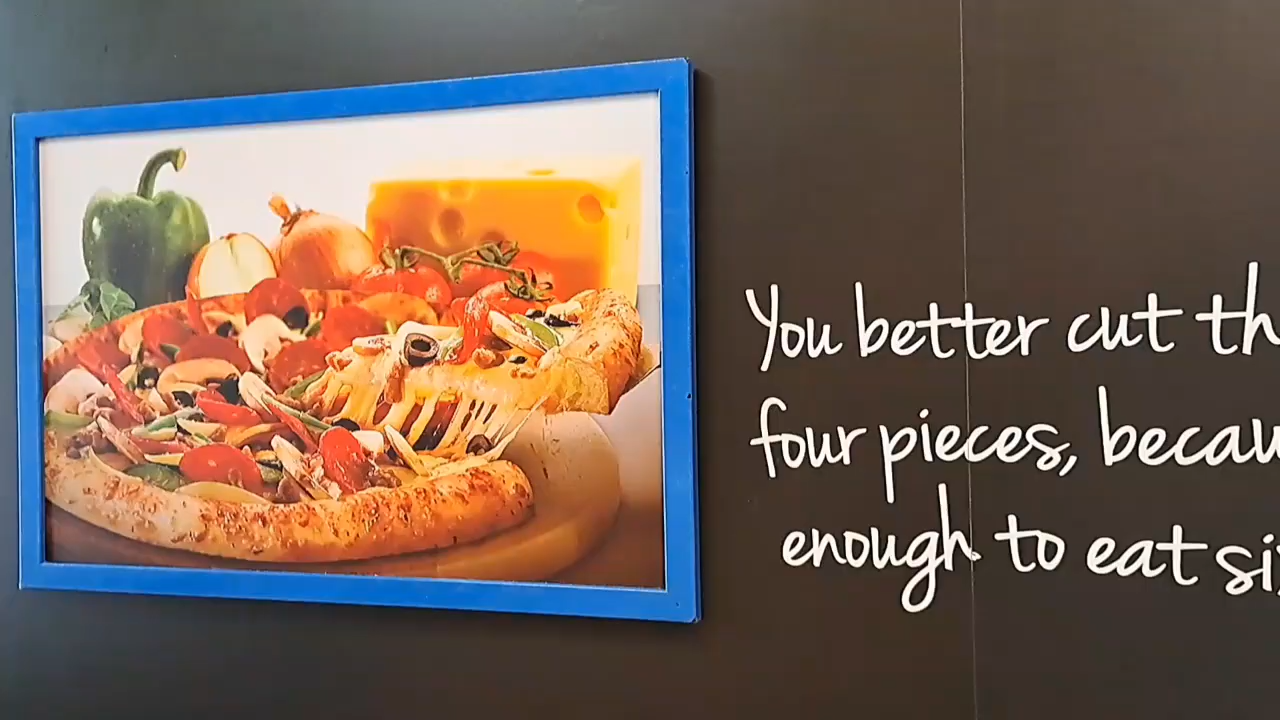 You better cut th
four pieces, becau
enough to eat si